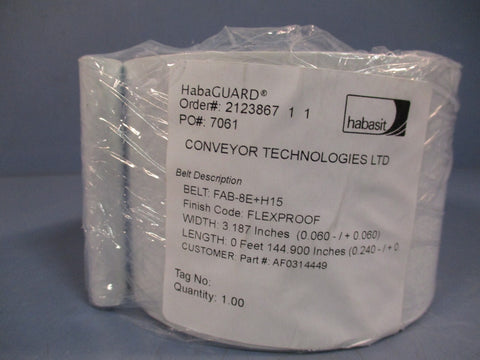 HabaGUARD®
Order#: 2123867 1 1
PO#: 7061
habasit
CONVEYOR TECHNOLOGIES LTD
Belt Description
BELT: FAB-8E+H15
Finish Code: FLEXPROOF
WIDTH: 3.187 Inches (0.060 - / + 0.060)
LENGTH: 0 Feet 144.900 Inches (0.240 - / + 0
CUSTOMER: Part #: AF0314449
Tag No:
Quantity: 1.00